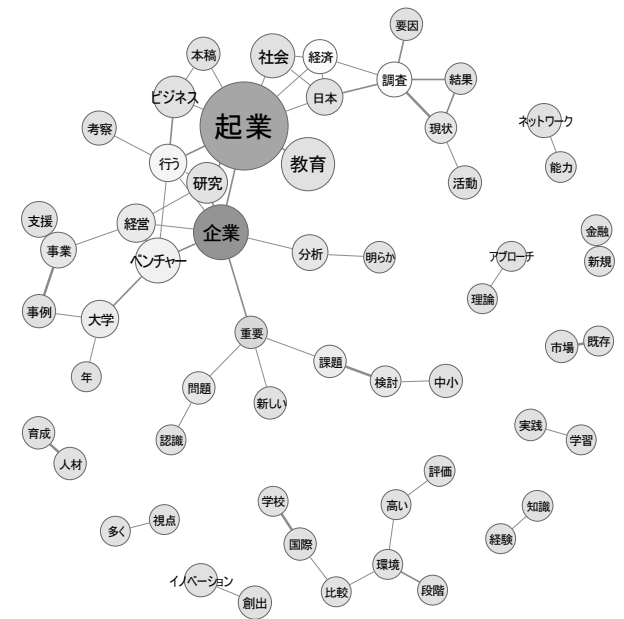 要因
本稿
社会
経済
調査
結果
ビジネス
日本
起業
ネットワーク
考察
現状
行う
教育
能力
研究
活動
支援
経営
企業
金融
事業
ベンチャー
分析
明らか
アプローチ
新規
理論
事例
大学
重要
市場
既存
課題
年
問題
検討
中小
新しい
育成
実践
認識
学習
人材
評価
学校
高い
知識
多く
視点
国際
経験
環境
イノベーション
比較
段階
創出